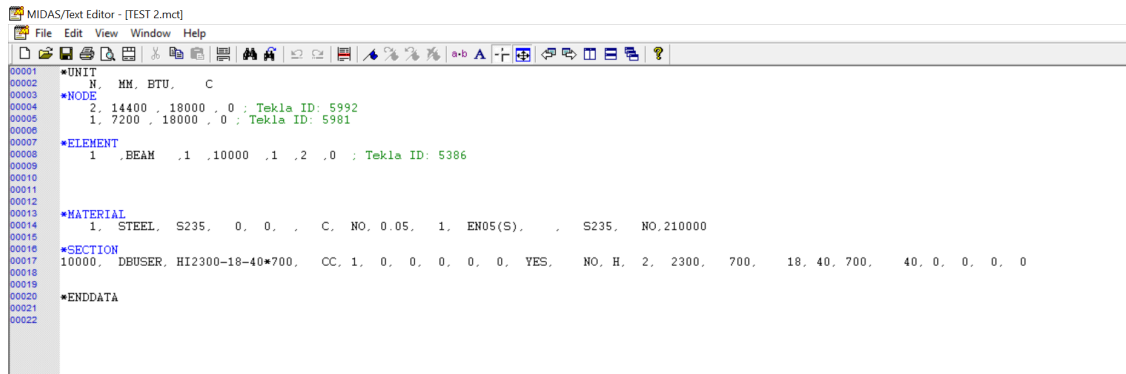 MIDAS/Text Editor - [TEST 2.mct]
File Edit View Window Help
00001 *UNIT
00002 N, MM, BTU, C
00003 *NODE
00004 2, 14400 , 18000 , 0 ; Tekla ID: 5992
00005 1, 7200 , 18000 , 0 ; Tekla ID: 5981
00006
00007 *ELEMENT
00008 1 ,BEAM ,1 ,10000 ,1 ,2 ,0 ; Tekla ID: 5386
00009
00010
00011
00012
00013 *MATERIAL
00014 1, STEEL, S235, 0, 0, , C, NO, 0.05, 1, EN05(S), , S235, NO,210000
00015
00016 *SECTION
00017 10000, DBUSER, HI2300-18-40*700, CC, 1, 0, 0, 0, 0, 0, YES, NO, H, 2, 2300, 700, 18, 40, 700, 40, 0, 0, 0, 0
00018
00019
00020 *ENDDATA
00021
00022